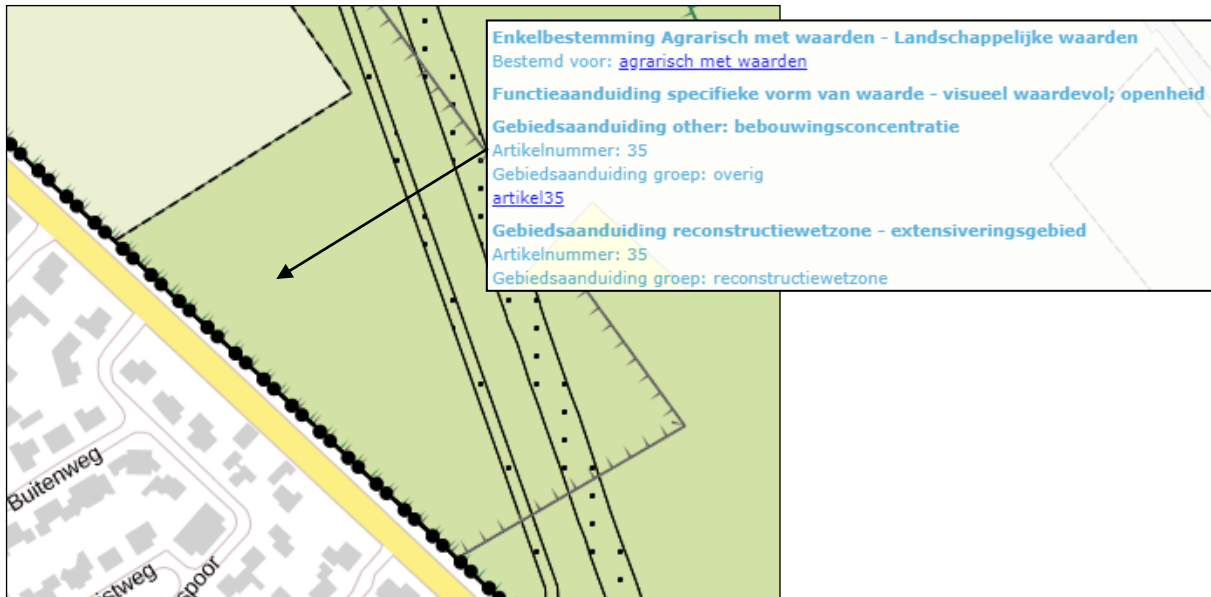 Enkelbestemming Agrarisch met waarden - Landschappelijke waarden
Bestemd voor: agrarisch met waarden
Functieaanduiding specifieke vorm van waarde - visueel waardevol; openheid
Gebiedsaanduiding other: bebouwingsconcentratie
Artikelnummer: 35
Gebiedsaanduiding groep: overig
artikel35
Gebiedsaanduiding reconstructiewetzone - extensiveringsgebied
Artikelnummer: 35
Gebiedsaanduiding groep: reconstructiewetzone
Buitenweg